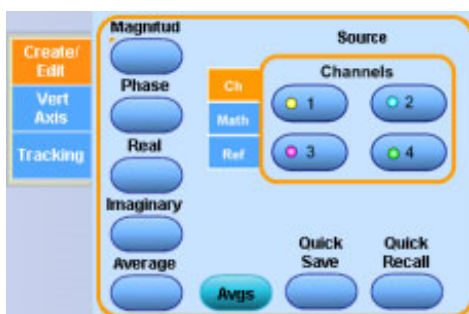 Magnitud
Create/
Edit
Vert
Axis
Tracking
Phase
Real
Imaginary
Average
Source
Ch
Math
Ref
Channels
1
2
3
4
Avgs
Quick
Save
Quick
Recall